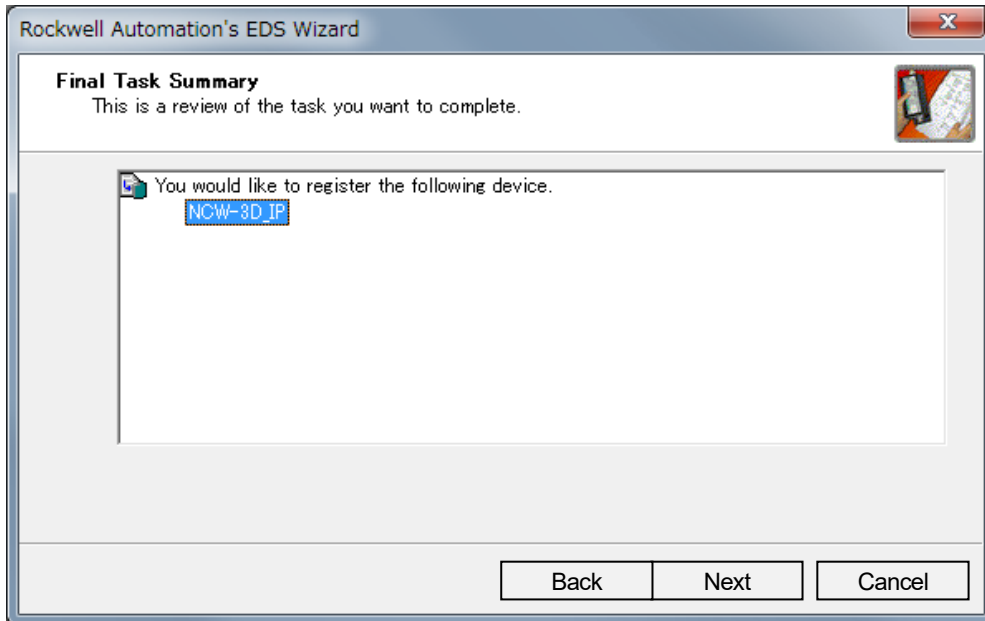 Rockwell Automation's EDS Wizard
Final Task Summary
This is a review of the task you want to complete.
You would like to register the following device.
NCW-3D_IP
Back
Next
Cancel